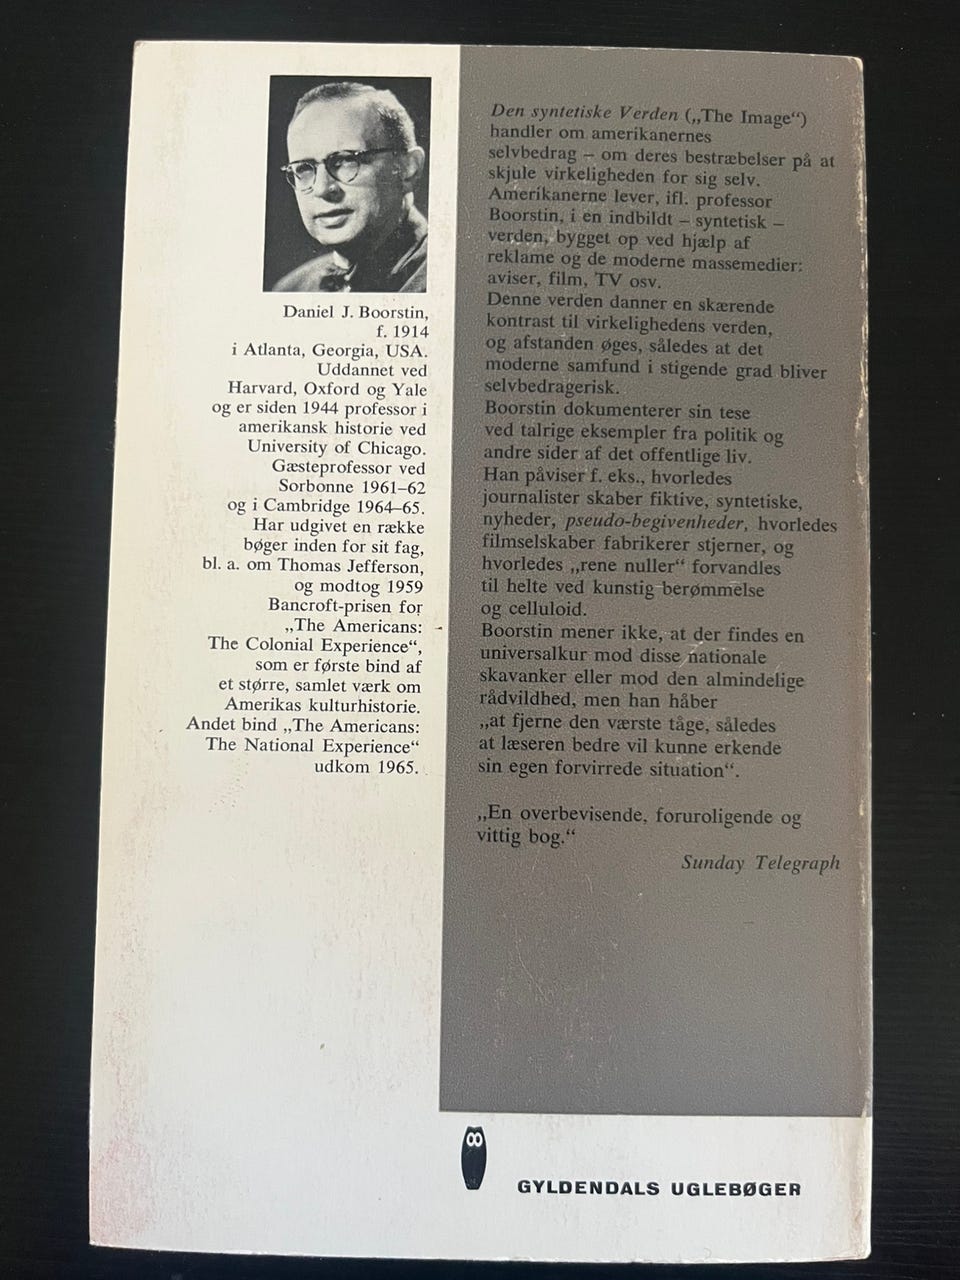 Daniel J. Boorstin,
f. 1914
i Atlanta, Georgia, USA.
Uddannet ved
Harvard, Oxford og Yale
og er siden 1944 professor i
amerikansk historie ved
University of Chicago.
Gæsteprofessor ved
Sorbonne 1961–62
og i Cambridge 1964–65.
Har udgivet en række
bøger inden for sit fag,
bl. a. om Thomas Jefferson,
og modtog 1959
Bancroft-prisen for
„The Americans:
The Colonial Experience“,
som er første bind af
et større, samlet værk om
Amerikas kulturhistorie.
Andet bind „The Americans:
The National Experience“
udkom 1965.
Den syntetiske Verden („The Image“)
handler om amerikanernes
selvbedrag – om deres bestræbelser på at
skjule virkeligheden for sig selv.
Amerikanerne lever, ifl. professor
Boorstin, i en indbildt – syntetisk –
verden, bygget op ved hjælp af
reklame og de moderne massemedier:
aviser, film, TV osv.
Denne verden danner en skærende
kontrast til virkelighedens verden,
og afstanden øges, således at det
moderne samfund i stigende grad bliver
selvbedragerisk.
Boorstin dokumenterer sin tese
ved talrige eksempler fra politik og
andre sider af det offentlige liv.
Han påviser f. eks., hvorledes
journalister skaber fiktive, syntetiske,
nyheder, pseudo-begivenheder, hvorledes
filmselskaber fabrikerer stjerner, og
hvorledes „rene nuller“ forvandles
til helte ved kunstig berømmelse
og celluloid.
Boorstin mener ikke, at der findes en
universalkur mod disse nationale
skavanker eller mod den almindelige
rådvildhed, men han håber
„at fjerne den værste tåge, således
at læseren bedre vil kunne erkende
sin egen forvirrede situation“.
„En overbevisende, foruroligende og
vittig bog.“
Sunday Telegraph
GYLDENDALS UGLEBØGER